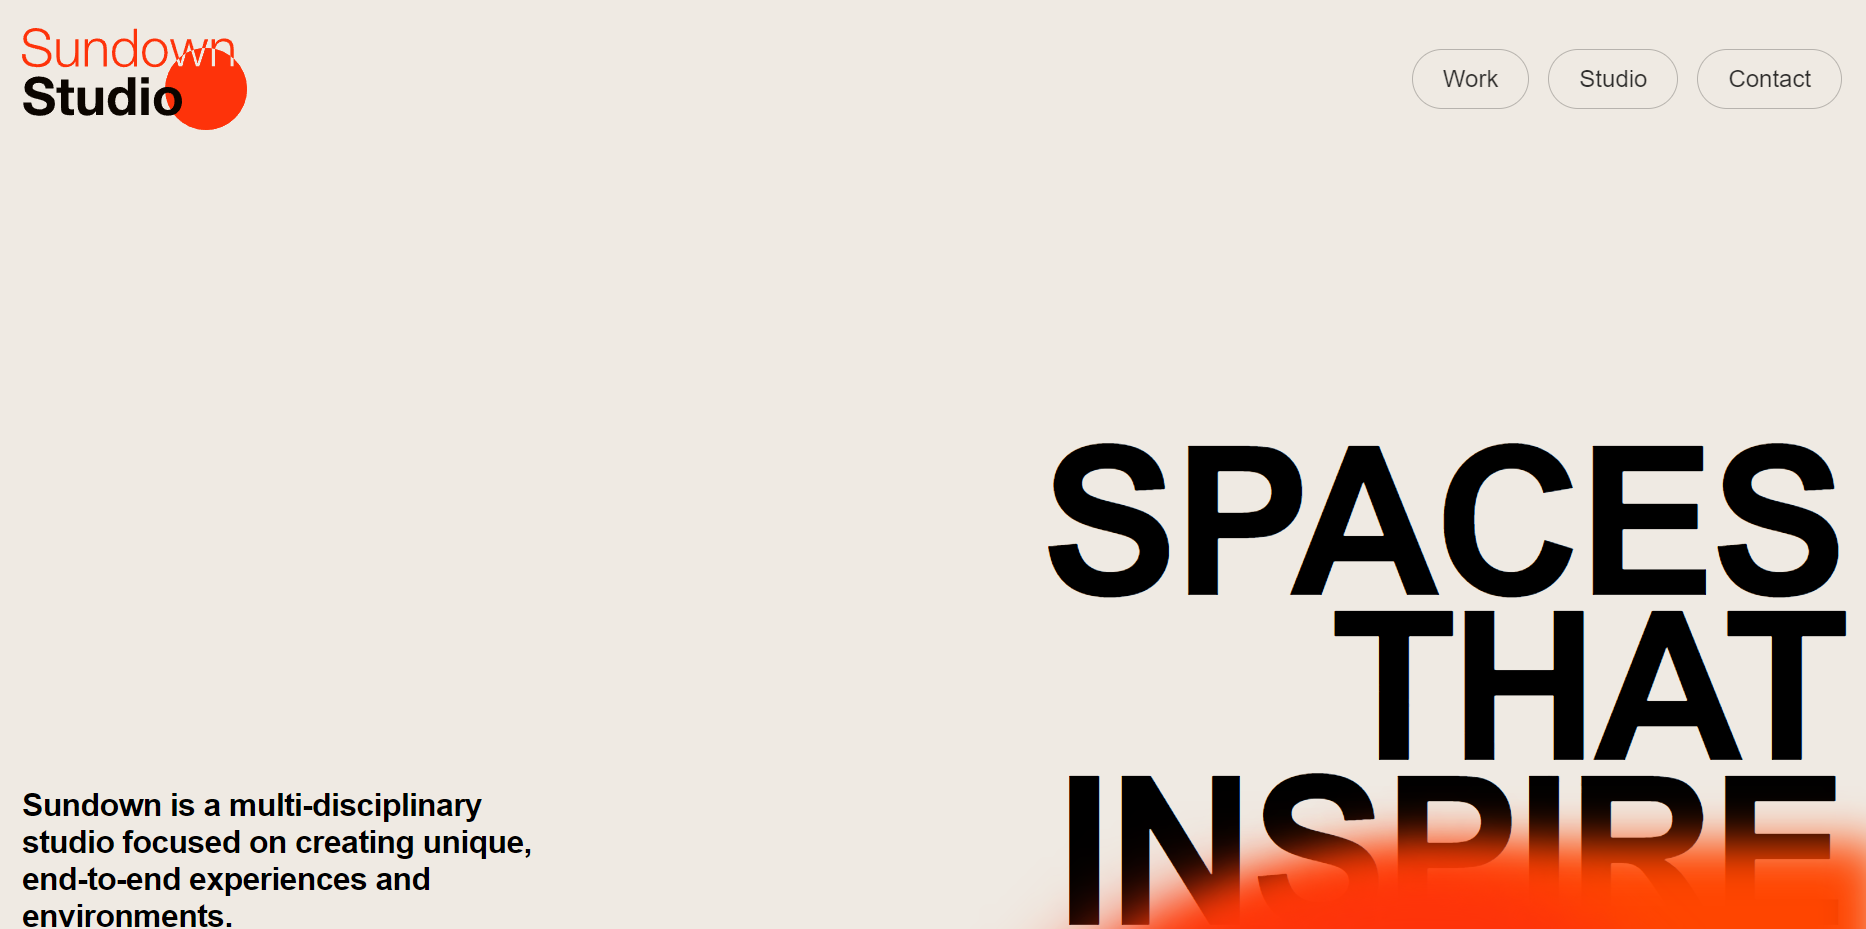 Sundown
Studio
Work
Studio
Contact
SPACES
THAT
INSPIRE
Sundown is a multi-disciplinary
studio focused on creating unique,
end-to-end experiences and
environments.